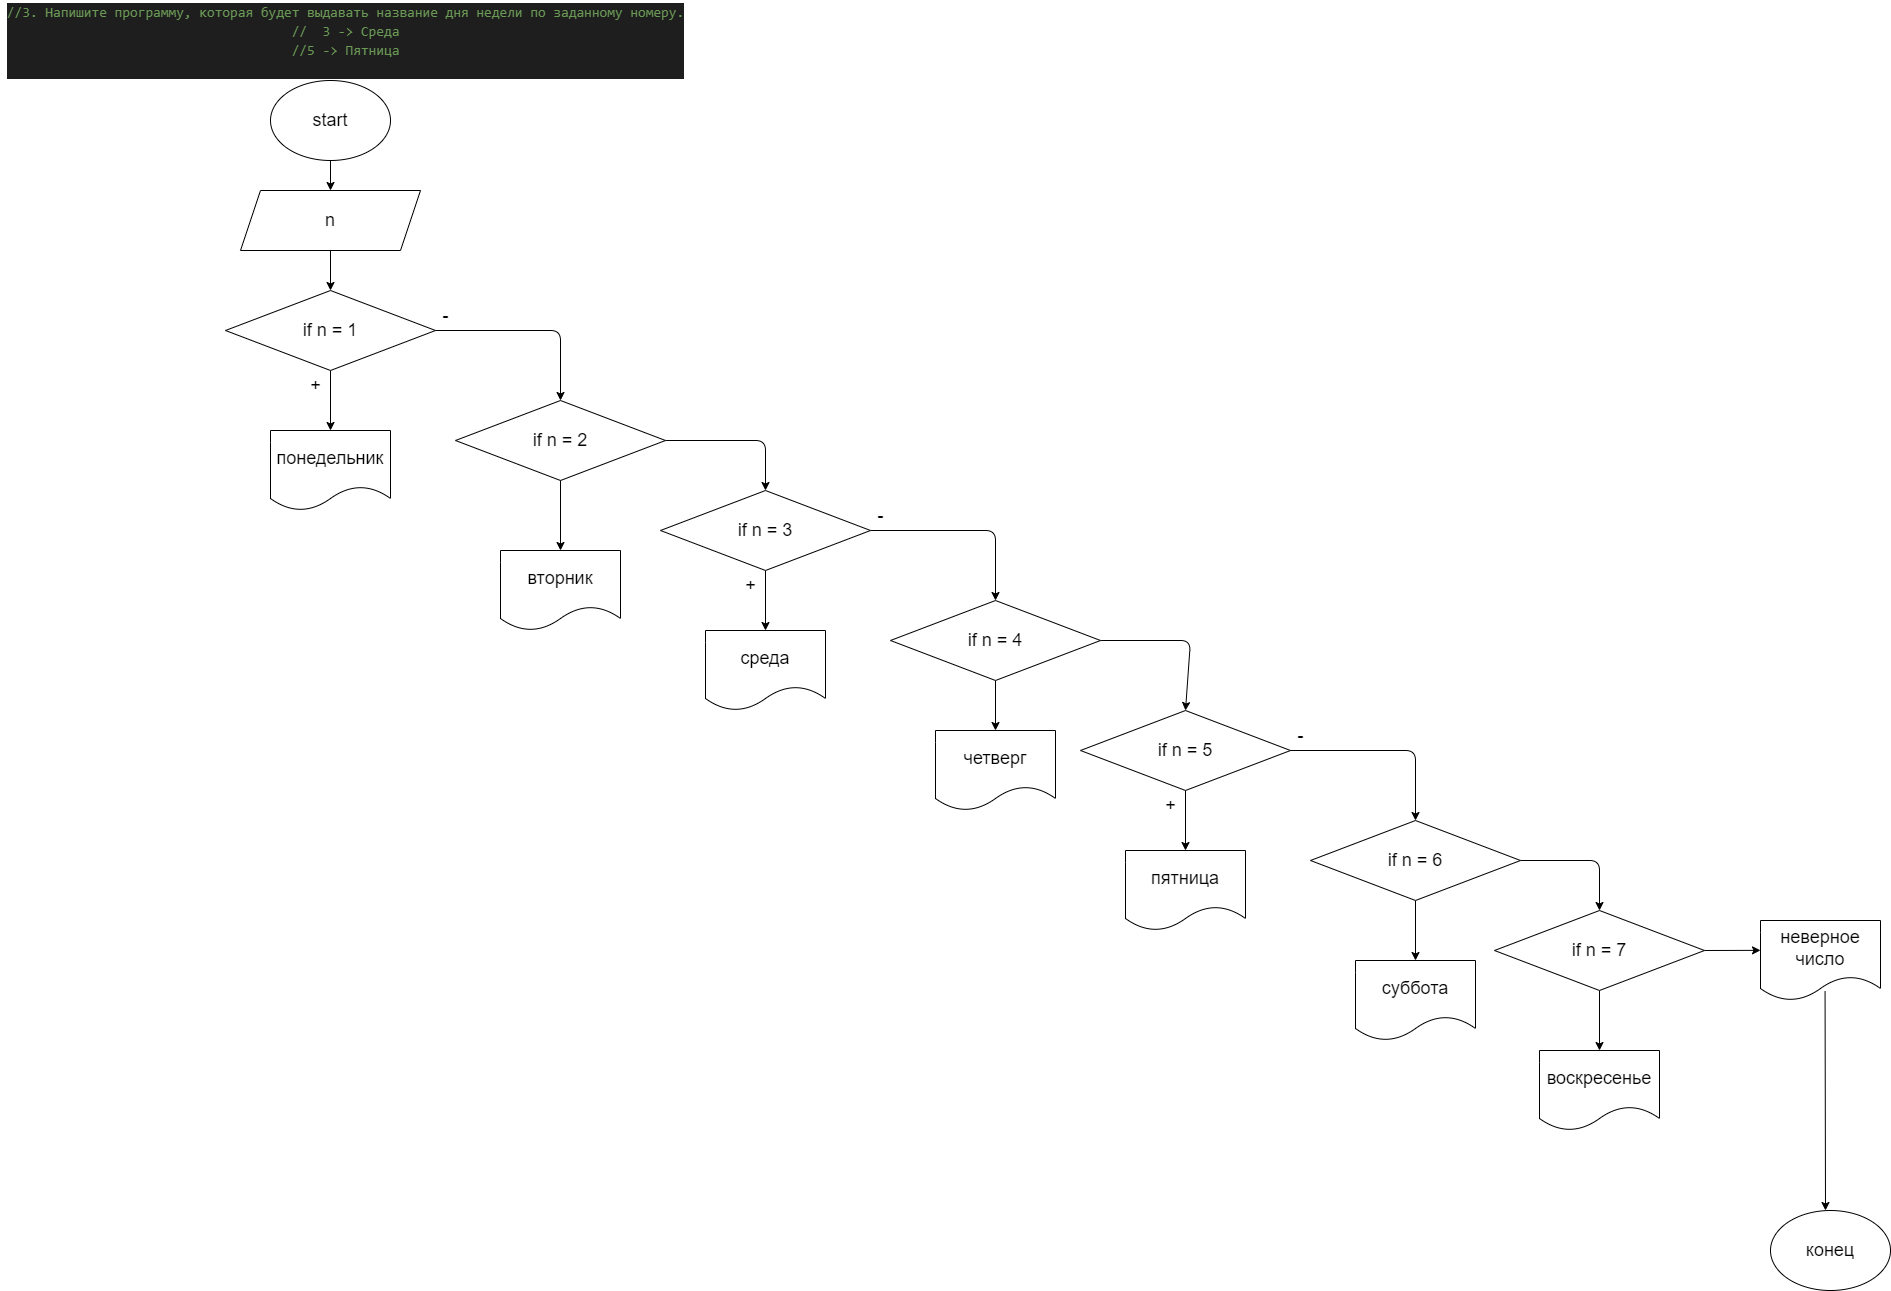 //3. Напишите программу, которая будет выдавать название дня недели по заданному номеру.
//  3 -> Среда
//5 -> Пятница
start
n
if n = 1
-
+
понедельник
if n = 2
вторник
if n = 3
-
+
среда
if n = 4
четверг
if n = 5
-
+
пятница
if n = 6
суббота
if n = 7
неверное
число
воскресенье
конец